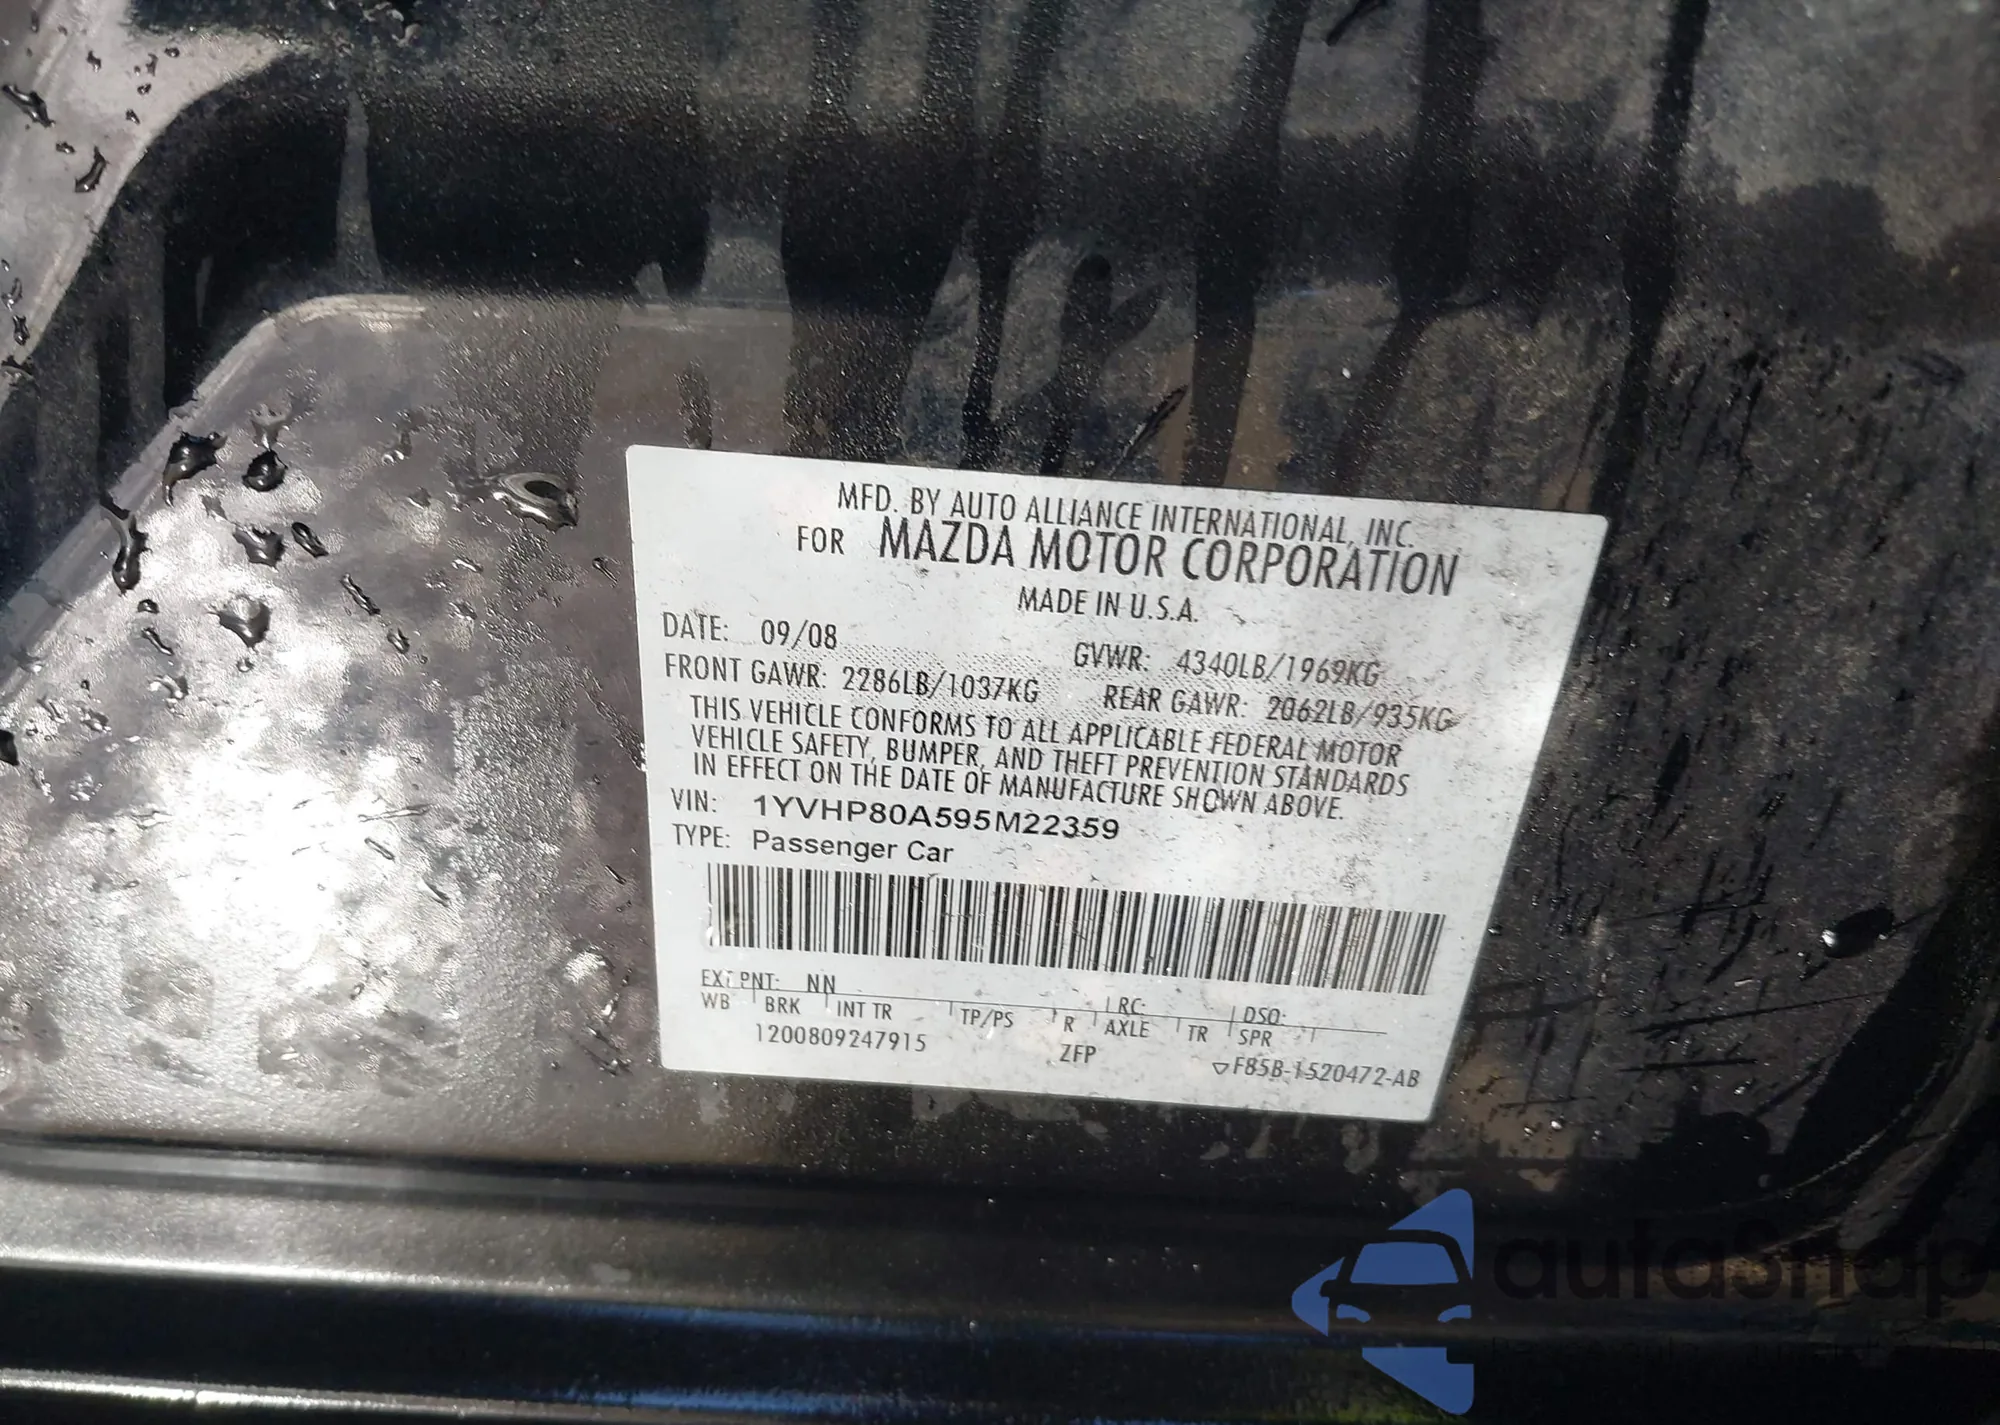 MFD. BY AUTO ALLIANCE INTERNATIONAL, INC.
FOR MAZDA MOTOR CORPORATION
MADE IN U.S.A.
DATE: 09/08 GVWR: 4340LB/1969KG
FRONT GAWR: 2286LB/1037KG REAR GAWR: 2062LB/935KG
THIS VEHICLE CONFORMS TO ALL APPLICABLE FEDERAL MOTOR
VEHICLE SAFETY, BUMPER, AND THEFT PREVENTION STANDARDS
IN EFFECT ON THE DATE OF MANUFACTURE SHOWN ABOVE.
VIN: 1YVHP80A595M22359
TYPE: Passenger Car
EXT PNT: NN RC: DSO:
WB BRK INT TR TP/PS R AXLE TR SPR
1200809247915 ZFP F85B-1520472-AB
autaSnap